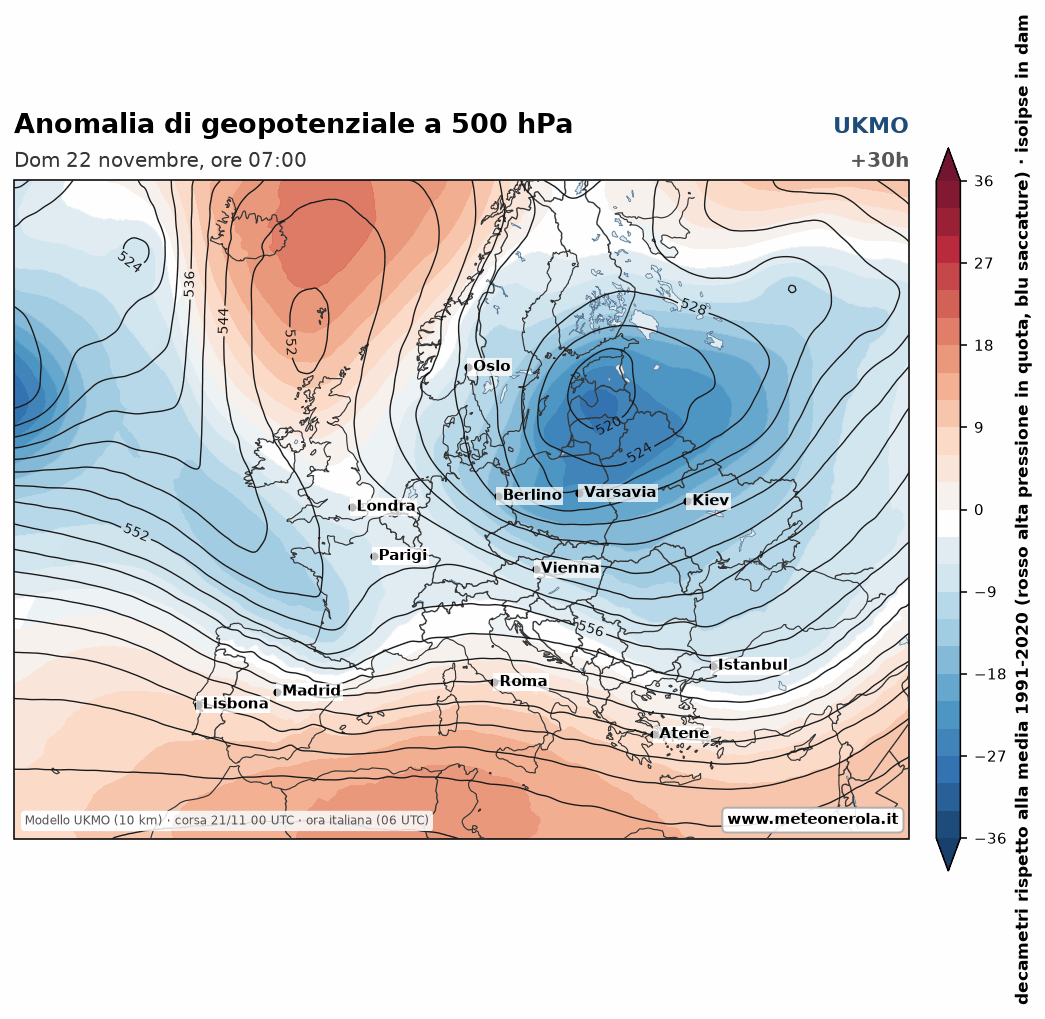 Anomalia di geopotenziale a 500 hPa
UKMO
Dom 22 novembre, ore 07:00
+30h
524
536
544
552
528
Oslo
520
524
Berlino
Varsavia
Kiev
Londra
552
Parigi
Vienna
556
Istanbul
Roma
Madrid
Lisbona
Atene
Modello UKMO (10 km) · corsa 21/11 00 UTC · ora italiana (06 UTC)
www.meteonerola.it
36
27
18
9
0
−9
−18
−27
−36
decametri rispetto alla media 1991-2020 (rosso alta pressione in quota, blu saccature) · isoipse in dam